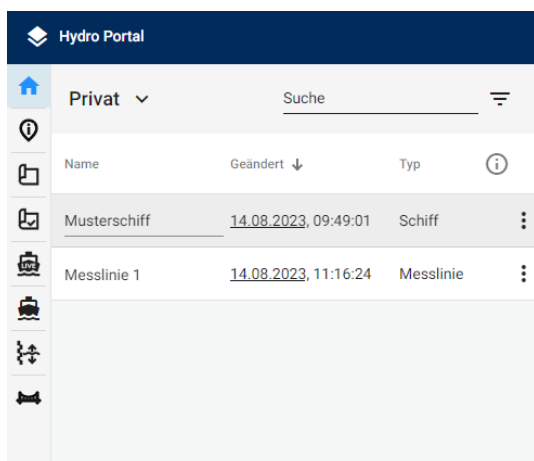 Hydro Portal
Privat
Suche
Name Geändert Typ
Musterschiff 14.08.2023, 09:49:01 Schiff
Messlinie 1 14.08.2023, 11:16:24 Messlinie
LIVE